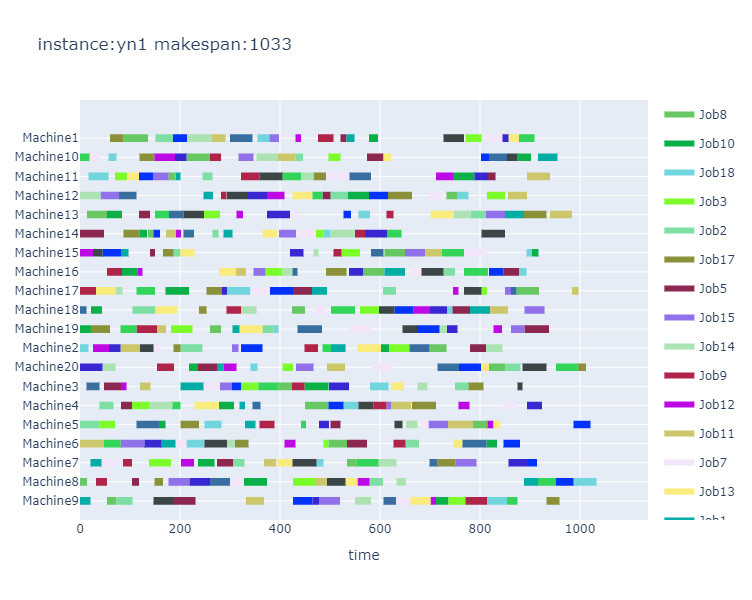 instance:yn1 makespan:1033
Machine1
Machine10
Machine11
Machine12
Machine13
Machine14
Machine15
Machine16
Machine17
Machine18
Machine19
Machine2
Machine20
Machine3
Machine4
Machine5
Machine6
Machine7
Machine8
Machine9
0 200 400 600 800 1000
time
Job8
Job10
Job18
Job3
Job2
Job17
Job5
Job15
Job14
Job9
Job12
Job11
Job7
Job13
Job1